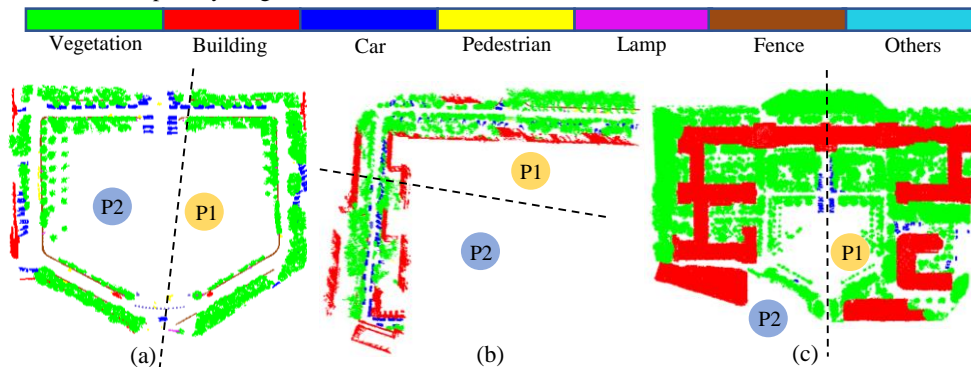 Vegetation Building Car Pedestrian Lamp Fence Others
P2 P1
P1
P2
P1
P2
(a) (b) (c)